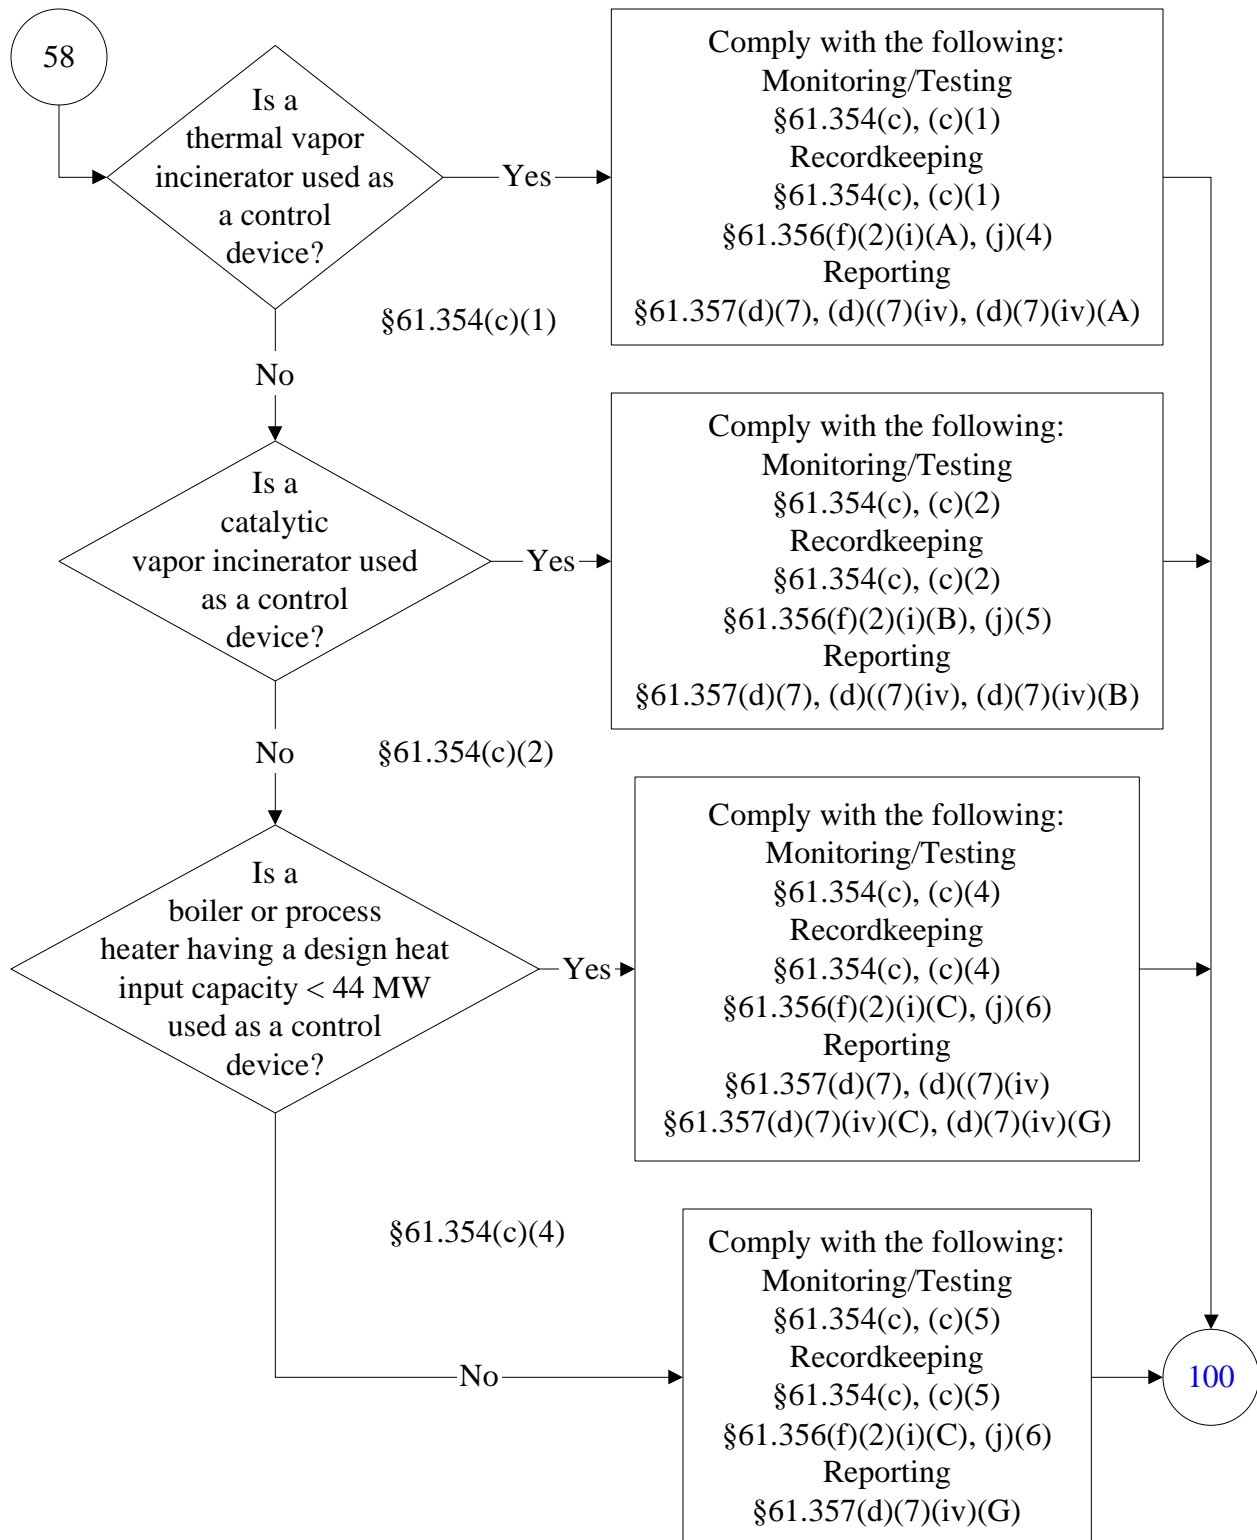 58
Is a
thermal vapor
incinerator used as
a control
device?
Yes
Comply with the following:
Monitoring/Testing
§61.354(c), (c)(1)
Recordkeeping
§61.354(c), (c)(1)
§61.356(f)(2)(i)(A), (j)(4)
Reporting
§61.357(d)(7), (d)((7)(iv), (d)(7)(iv)(A)
§61.354(c)(1)
No
Is a
catalytic
vapor incinerator used
as a control
device?
Yes
Comply with the following:
Monitoring/Testing
§61.354(c), (c)(2)
Recordkeeping
§61.354(c), (c)(2)
§61.356(f)(2)(i)(B), (j)(5)
Reporting
§61.357(d)(7), (d)((7)(iv), (d)(7)(iv)(B)
No
§61.354(c)(2)
Is a
boiler or process
heater having a design heat
input capacity < 44 MW
used as a control
device?
Yes
Comply with the following:
Monitoring/Testing
§61.354(c), (c)(4)
Recordkeeping
§61.354(c), (c)(4)
§61.356(f)(2)(i)(C), (j)(6)
Reporting
§61.357(d)(7), (d)((7)(iv)
§61.357(d)(7)(iv)(C), (d)(7)(iv)(G)
§61.354(c)(4)
No
Comply with the following:
Monitoring/Testing
§61.354(c), (c)(5)
Recordkeeping
§61.354(c), (c)(5)
§61.356(f)(2)(i)(C), (j)(6)
Reporting
§61.357(d)(7)(iv)(G)
100